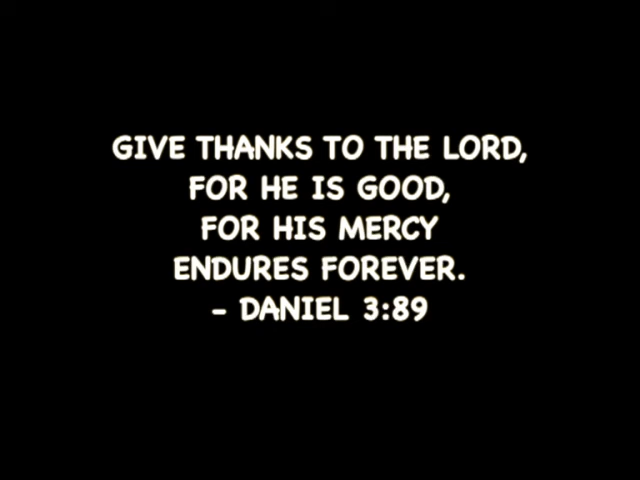 GIVE THANKS TO THE LORD,
FOR HE IS GOOD,
FOR HIS MERCY
ENDURES FOREVER.
- DANIEL 3:89